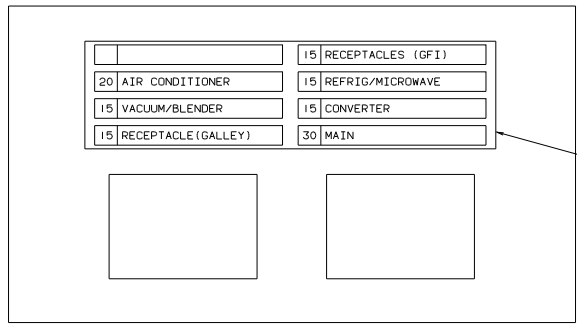 15 RECEPTACLES (GFI)
20 AIR CONDITIONER
15 REFRIG/MICROWAVE
15 VACUUM/BLENDER
15 CONVERTER
15 RECEPTACLE(GALLEY)
30 MAIN